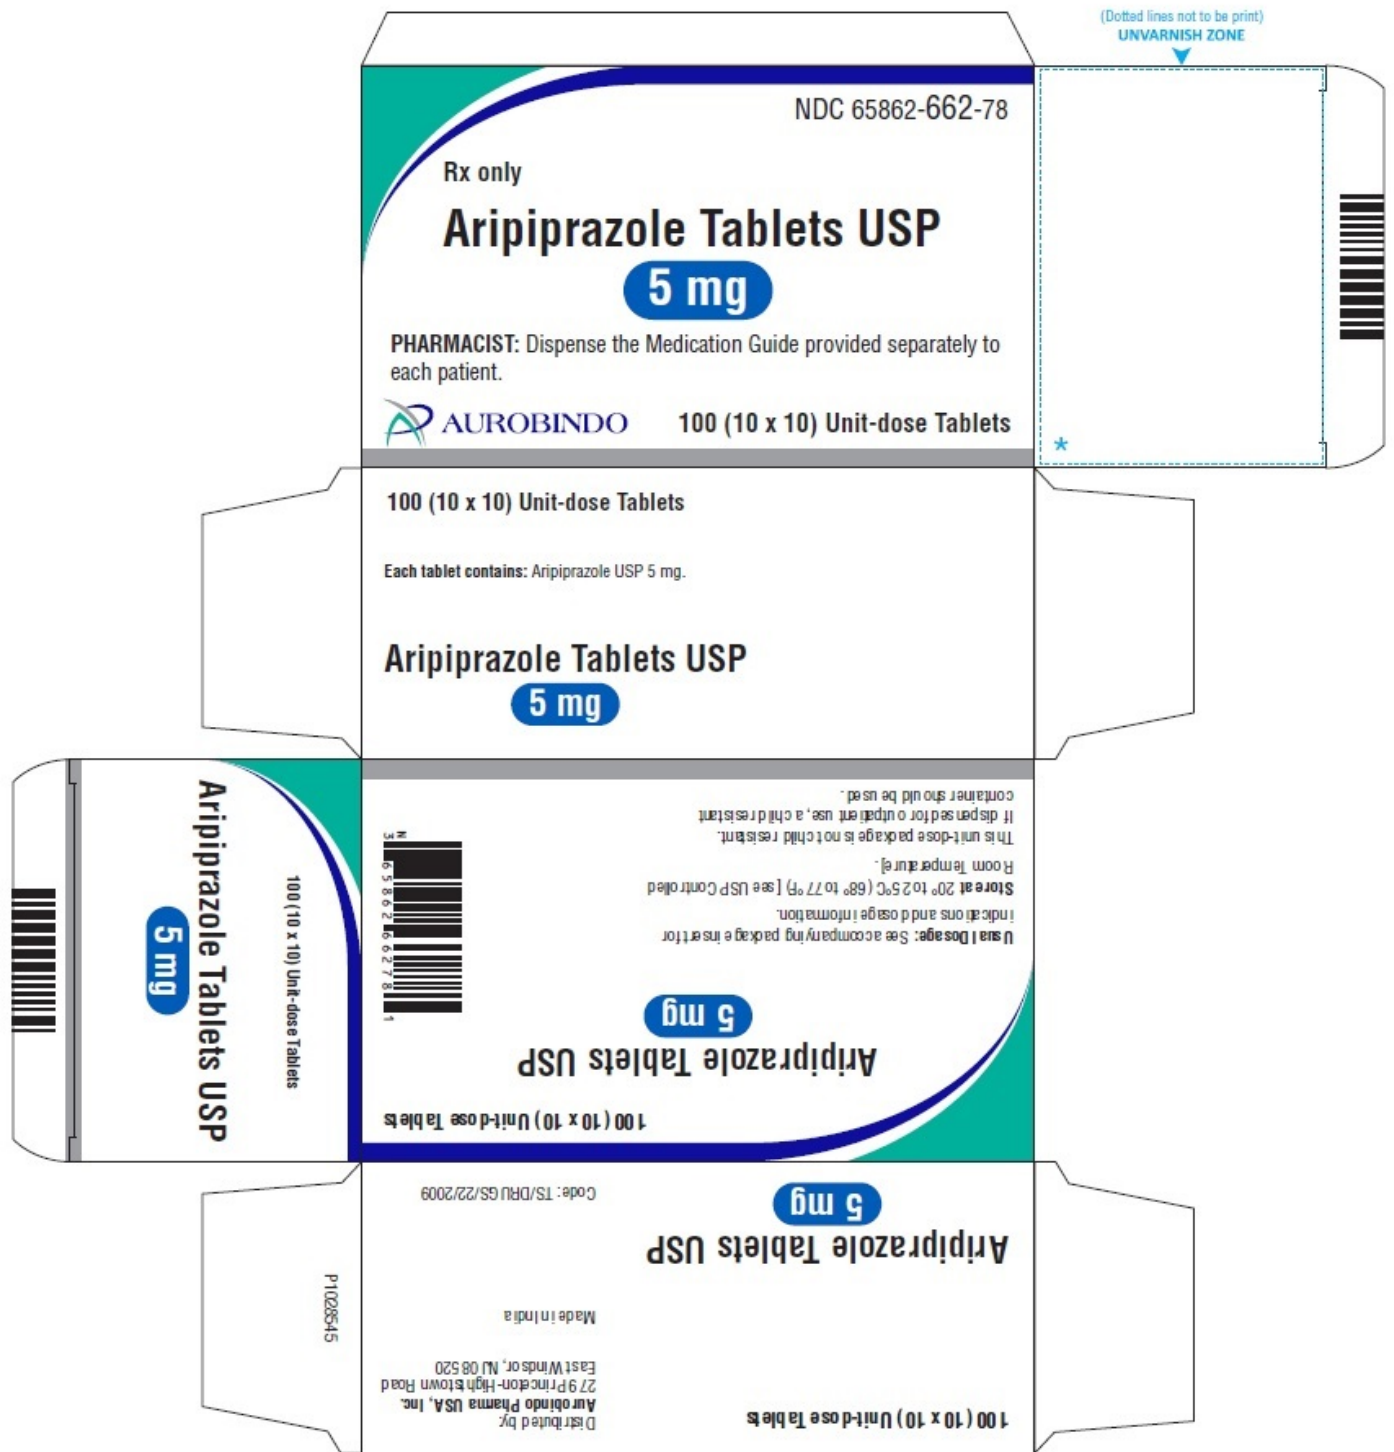 (Dotted lines not to be print)
UNVARNISH ZONE
NDC 65862-662-78
Rx only
Aripiprazole Tablets USP
5 mg
PHARMACIST: Dispense the Medication Guide provided separately to
each patient.
AUROBINDO
100 (10 x 10) Unit-dose Tablets
*
100 (10 x 10) Unit-dose Tablets
Each tablet contains: Aripiprazole USP 5 mg.
Aripiprazole Tablets USP
5 mg
Aripiprazole Tablets USP
5 mg
100 (10 x 10) Unit-dose Tablets
100 (10 x 10) Unit-dose Tablets
Aripiprazole Tablets USP
5 mg
Usual Dosage: See accompanying package insert for
indications and dosage information.
Store at 20° to 25°C (68° to 77°F) [see USP Controlled
Room Temperature].
This unit-dose package is not child resistant.
If dispensed for outpatient use, a child resistant
container should be used.
N
3 65862 66278 1
100 (10 x 10) Unit-dose Tablets
Aripiprazole Tablets USP
5 mg
Distributed by:
Aurobindo Pharma USA, Inc.
279 Princeton-Hightstown Road
East Windsor, NJ 08520
Made in India
Code: TS/DRUGS/22/2009
P1028545